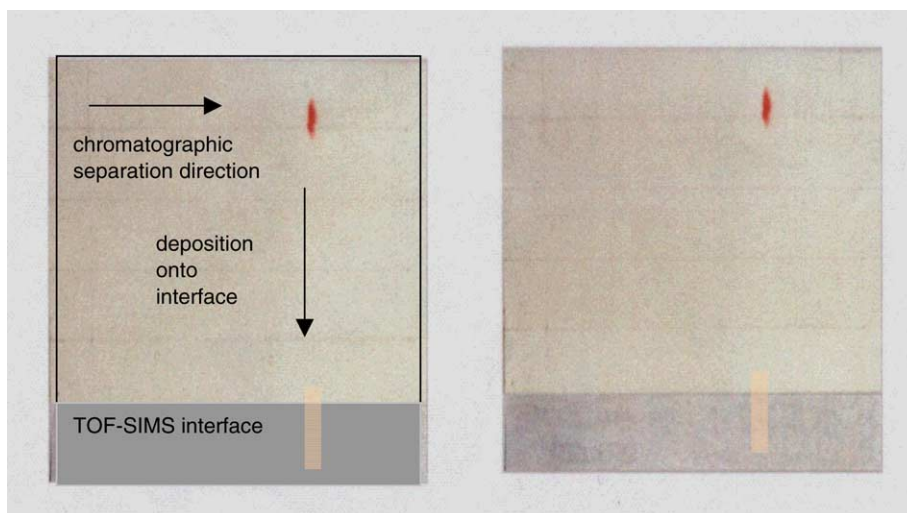 chromatographic
separation direction
deposition
onto
interface
TOF-SIMS interface